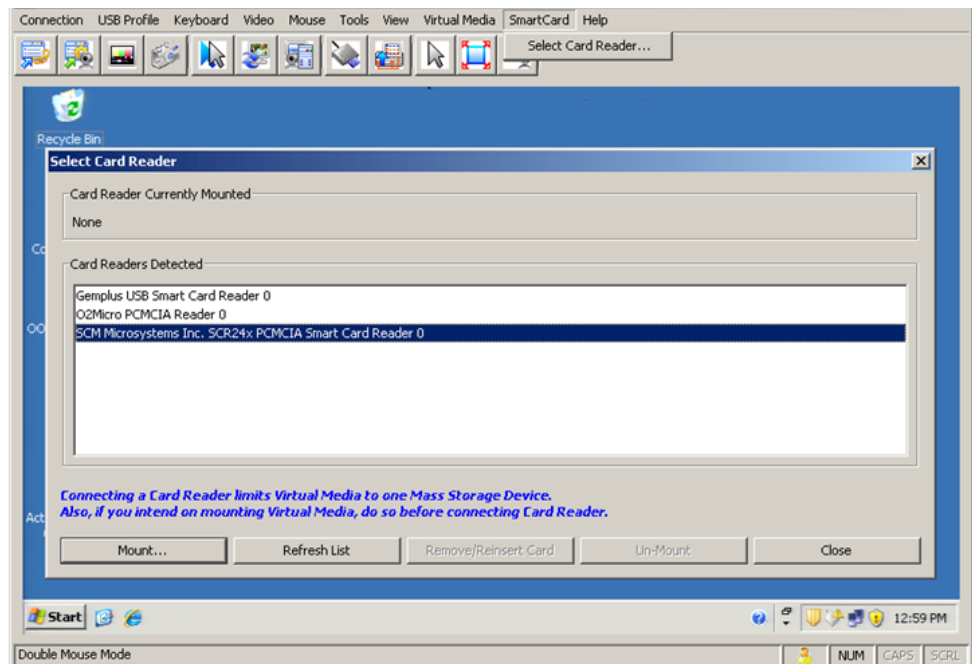 Connection USB Profile Keyboard Video Mouse Tools View Virtual Media SmartCard Help
Select Card Reader...
Recycle Bin
Select Card Reader
Card Reader Currently Mounted
None
Co
Card Readers Detected
Gemplus USB Smart Card Reader 0
O2Micro PCMCIA Reader 0
OO
SCM Microsystems Inc. SCR24x PCMCIA Smart Card Reader 0
Connecting a Card Reader limits Virtual Media to one Mass Storage Device.
Also, if you intend on mounting Virtual Media, do so before connecting Card Reader.
Act
Mount... Refresh List Remove/Reinsert Card Un-Mount Close
Start 12:59 PM
Double Mouse Mode NUM CAPS SCRL